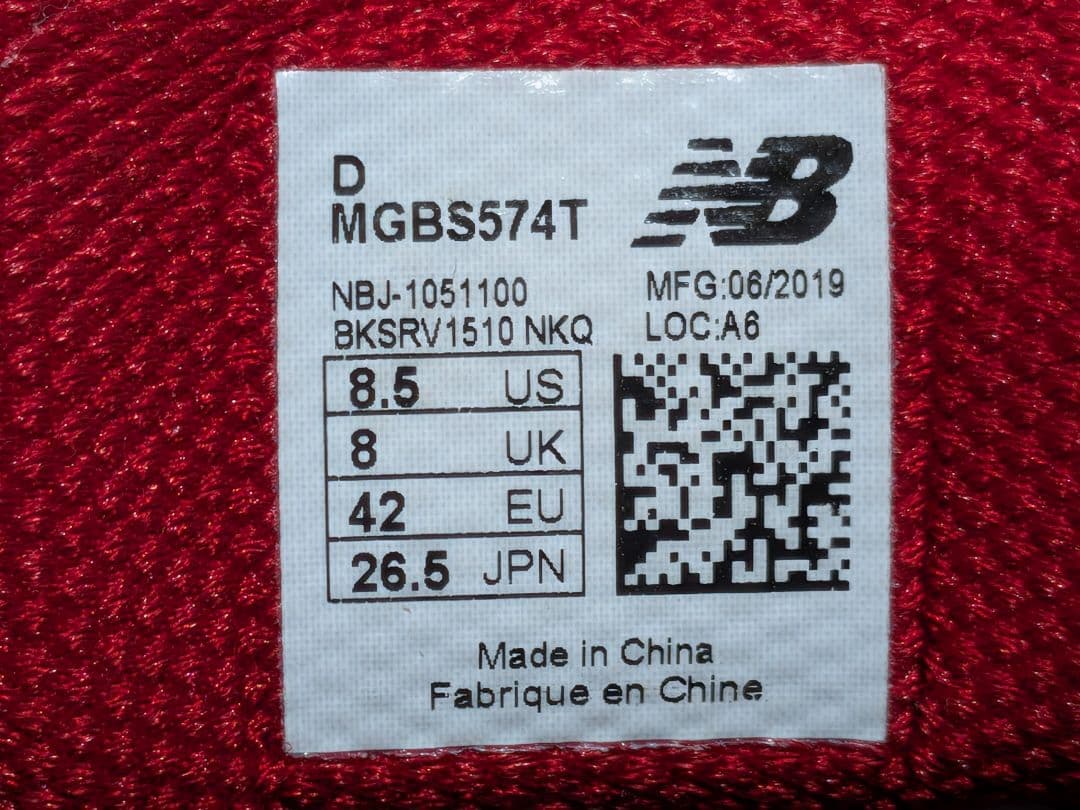 D
MGBS574T
NB
NBJ-1051100
BKSRV1510 NKQ
MFG:06/2019
LOC:A6
8.5 US
8 UK
42 EU
26.5 JPN
Made in China
Fabrique en Chine